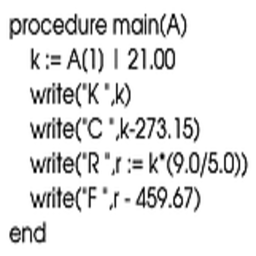 procedure main(A)
k := A(1) | 21.00
write("K ",k)
write("C ",k-273.15)
write("R ",r := k*(9.0/5.0))
write("F ",r - 459.67)
end